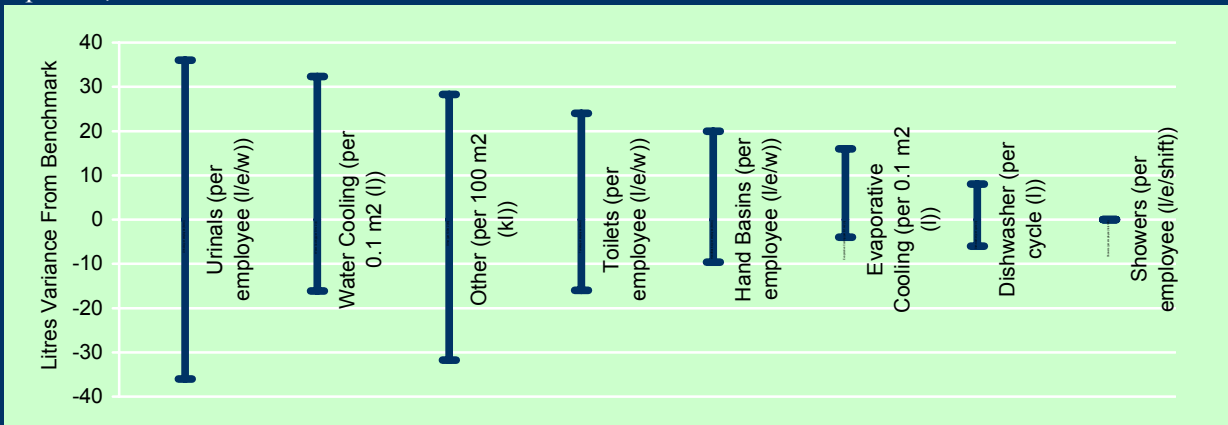 Litres Variance From Benchmark
40
30
20
10
0
-10
-20
-30
-40
Urinals (per
employee (l/e/w))
Water Cooling (per
0.1 m2 (l))
Other (per 100 m2
(kl))
Toilets (per
employee (l/e/w))
Hand Basins (per
employee (l/e/w))
Evaporative
Cooling (per 0.1 m2
(l))
Dishwasher (per
cycle (l))
Showers (per
employee (l/e/shift))